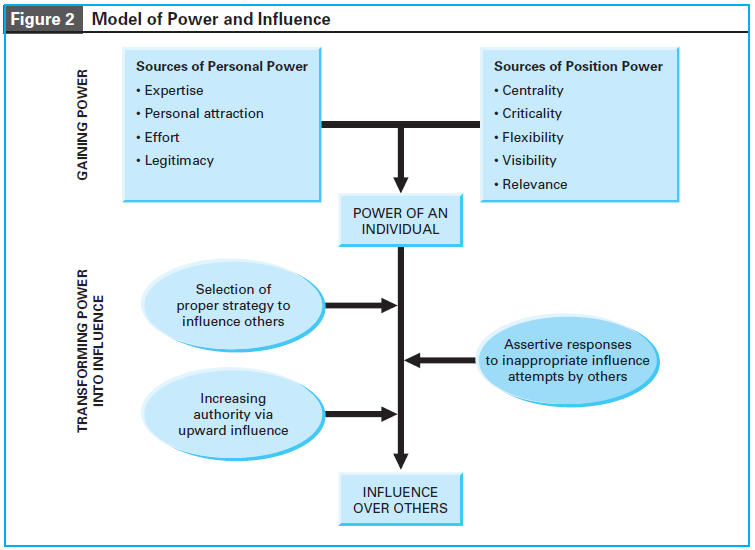 Figure 2 Model of Power and Influence
GAINING POWER
Sources of Personal Power
• Expertise
• Personal attraction
• Effort
• Legitimacy
Sources of Position Power
• Centrality
• Criticality
• Flexibility
• Visibility
• Relevance
POWER OF AN
INDIVIDUAL
TRANSFORMING POWER
INTO INFLUENCE
Selection of
proper strategy to
influence others
Assertive responses
to inappropriate influence
attempts by others
Increasing
authority via
upward influence
INFLUENCE
OVER OTHERS